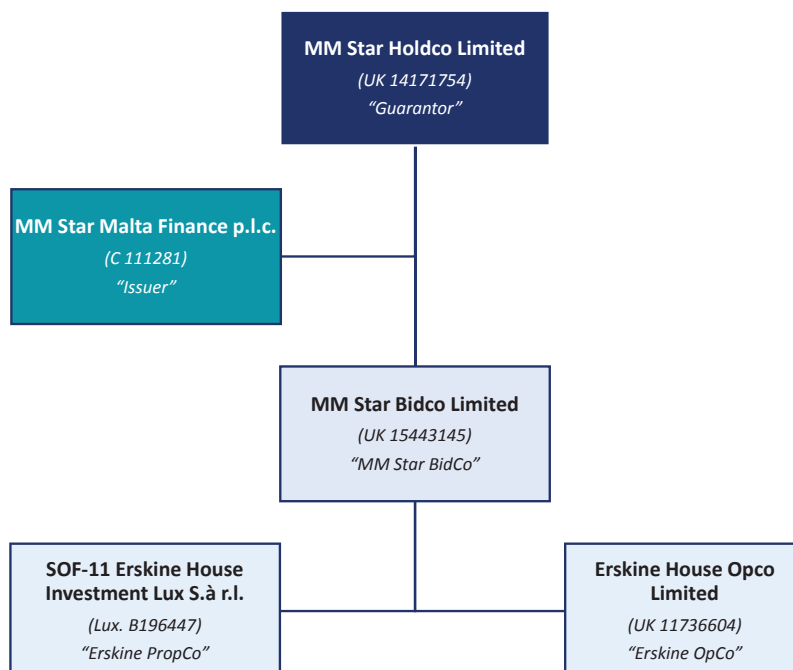 MM Star Holdco Limited
(UK 14171754)
“Guarantor”
MM Star Malta Finance p.l.c.
(C 111281)
“Issuer”
MM Star Bidco Limited
(UK 15443145)
“MM Star BidCo”
SOF-11 Erskine House
Investment Lux S.à r.l.
(Lux. B196447)
“Erskine PropCo”
Erskine House Opco
Limited
(UK 11736604)
“Erskine OpCo”